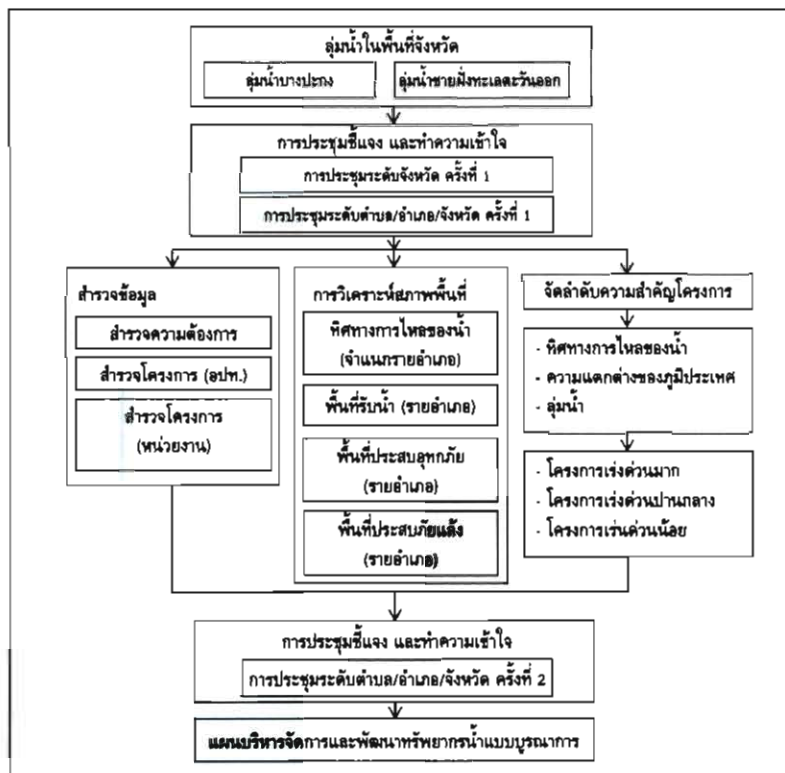 ลุ่มน้ำในพื้นที่จังหวัด
ลุ่มน้ำบางปะกง
ลุ่มน้ำชายฝั่งทะเลตะวันออก
การประชุมชี้แจง และทำความเข้าใจ
การประชุมระดับจังหวัด ครั้งที่ 1
การประชุมระดับตำบล/อำเภอ/จังหวัด ครั้งที่ 1
สำรวจข้อมูล
สำรวจความต้องการ
สำรวจโครงการ (อปท.)
สำรวจโครงการ
(หน่วยงาน)
การวิเคราะห์สภาพพื้นที่
ทิศทางการไหลของน้ำ
(จำแนกรายอำเภอ)
พื้นที่รับน้ำ (รายอำเภอ)
พื้นที่ประสบอุทกภัย
(รายอำเภอ)
พื้นที่ประสบภัยแล้ง
(รายอำเภอ)
จัดลำดับความสำคัญโครงการ
- ทิศทางการไหลของน้ำ
- ความแตกต่างของภูมิประเทศ
- ลุ่มน้ำ
- โครงการเร่งด่วนมาก
- โครงการเร่งด่วนปานกลาง
- โครงการเร่นด่วนน้อย
การประชุมชี้แจง และทำความเข้าใจ
การประชุมระดับตำบล/อำเภอ/จังหวัด ครั้งที่ 2
แผนบริหารจัดการและพัฒนาทรัพยากรน้ำแบบบูรณาการ